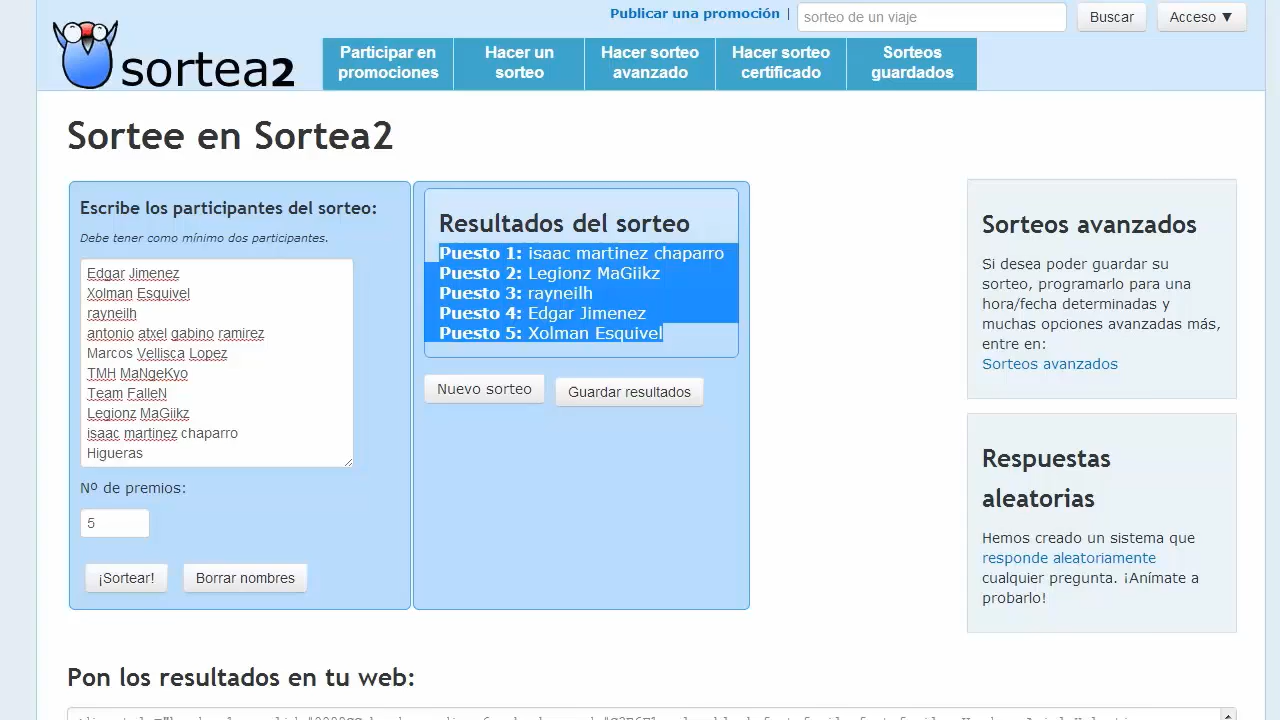 Publicar una promoción |
sorteo de un viaje
Buscar
Acceso ▼
sortea2
Participar en
promociones
Hacer un
sorteo
Hacer sorteo
avanzado
Hacer sorteo
certificado
Sorteos
guardados
Sortee en Sortea2
Escribe los participantes del sorteo:
Debe tener como mínimo dos participantes.
Edgar Jimenez
Xolman Esquivel
rayneilh
antonio atxel gabino ramirez
Marcos Vellisca Lopez
TMH MaNgeKyo
Team FalleN
Legionz MaGiikz
isaac martinez chaparro
Higueras
Nº de premios:
5
¡Sortear!
Borrar nombres
Resultados del sorteo
Puesto 1: isaac martinez chaparro
Puesto 2: Legionz MaGiikz
Puesto 3: rayneilh
Puesto 4: Edgar Jimenez
Puesto 5: Xolman Esquivel
Nuevo sorteo
Guardar resultados
Sorteos avanzados
Si desea poder guardar su
sorteo, programarlo para una
hora/fecha determinadas y
muchas opciones avanzadas más,
entre en:
Sorteos avanzados
Respuestas
aleatorias
Hemos creado un sistema que
responde aleatoriamente
cualquier pregunta. ¡Anímate a
probarlo!
Pon los resultados en tu web: